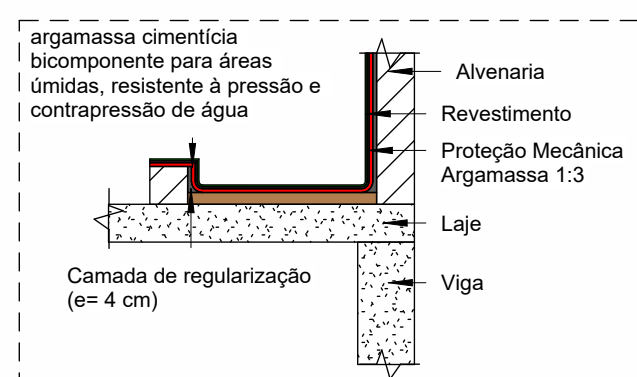 argamassa cimentícia
bicomponente para áreas
úmidas, resistente à pressão e
contrapressão de água
Alvenaria
Revestimento
Proteção Mecânica
Argamassa 1:3
Laje
Camada de regularização
(e= 4 cm)
Viga